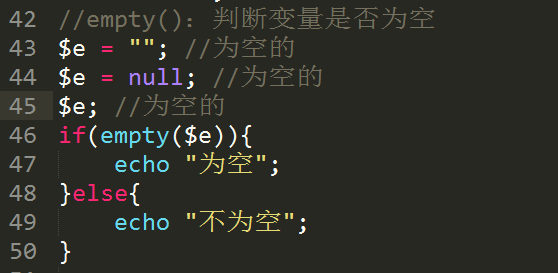 42 //empty(): 判断变量是否为空
43 $e = ""; //为空的
44 $e = null; //为空的
45 $e; //为空的
46 if(empty($e)){
47     echo "为空";
48 }else{
49     echo "不为空";
50 }